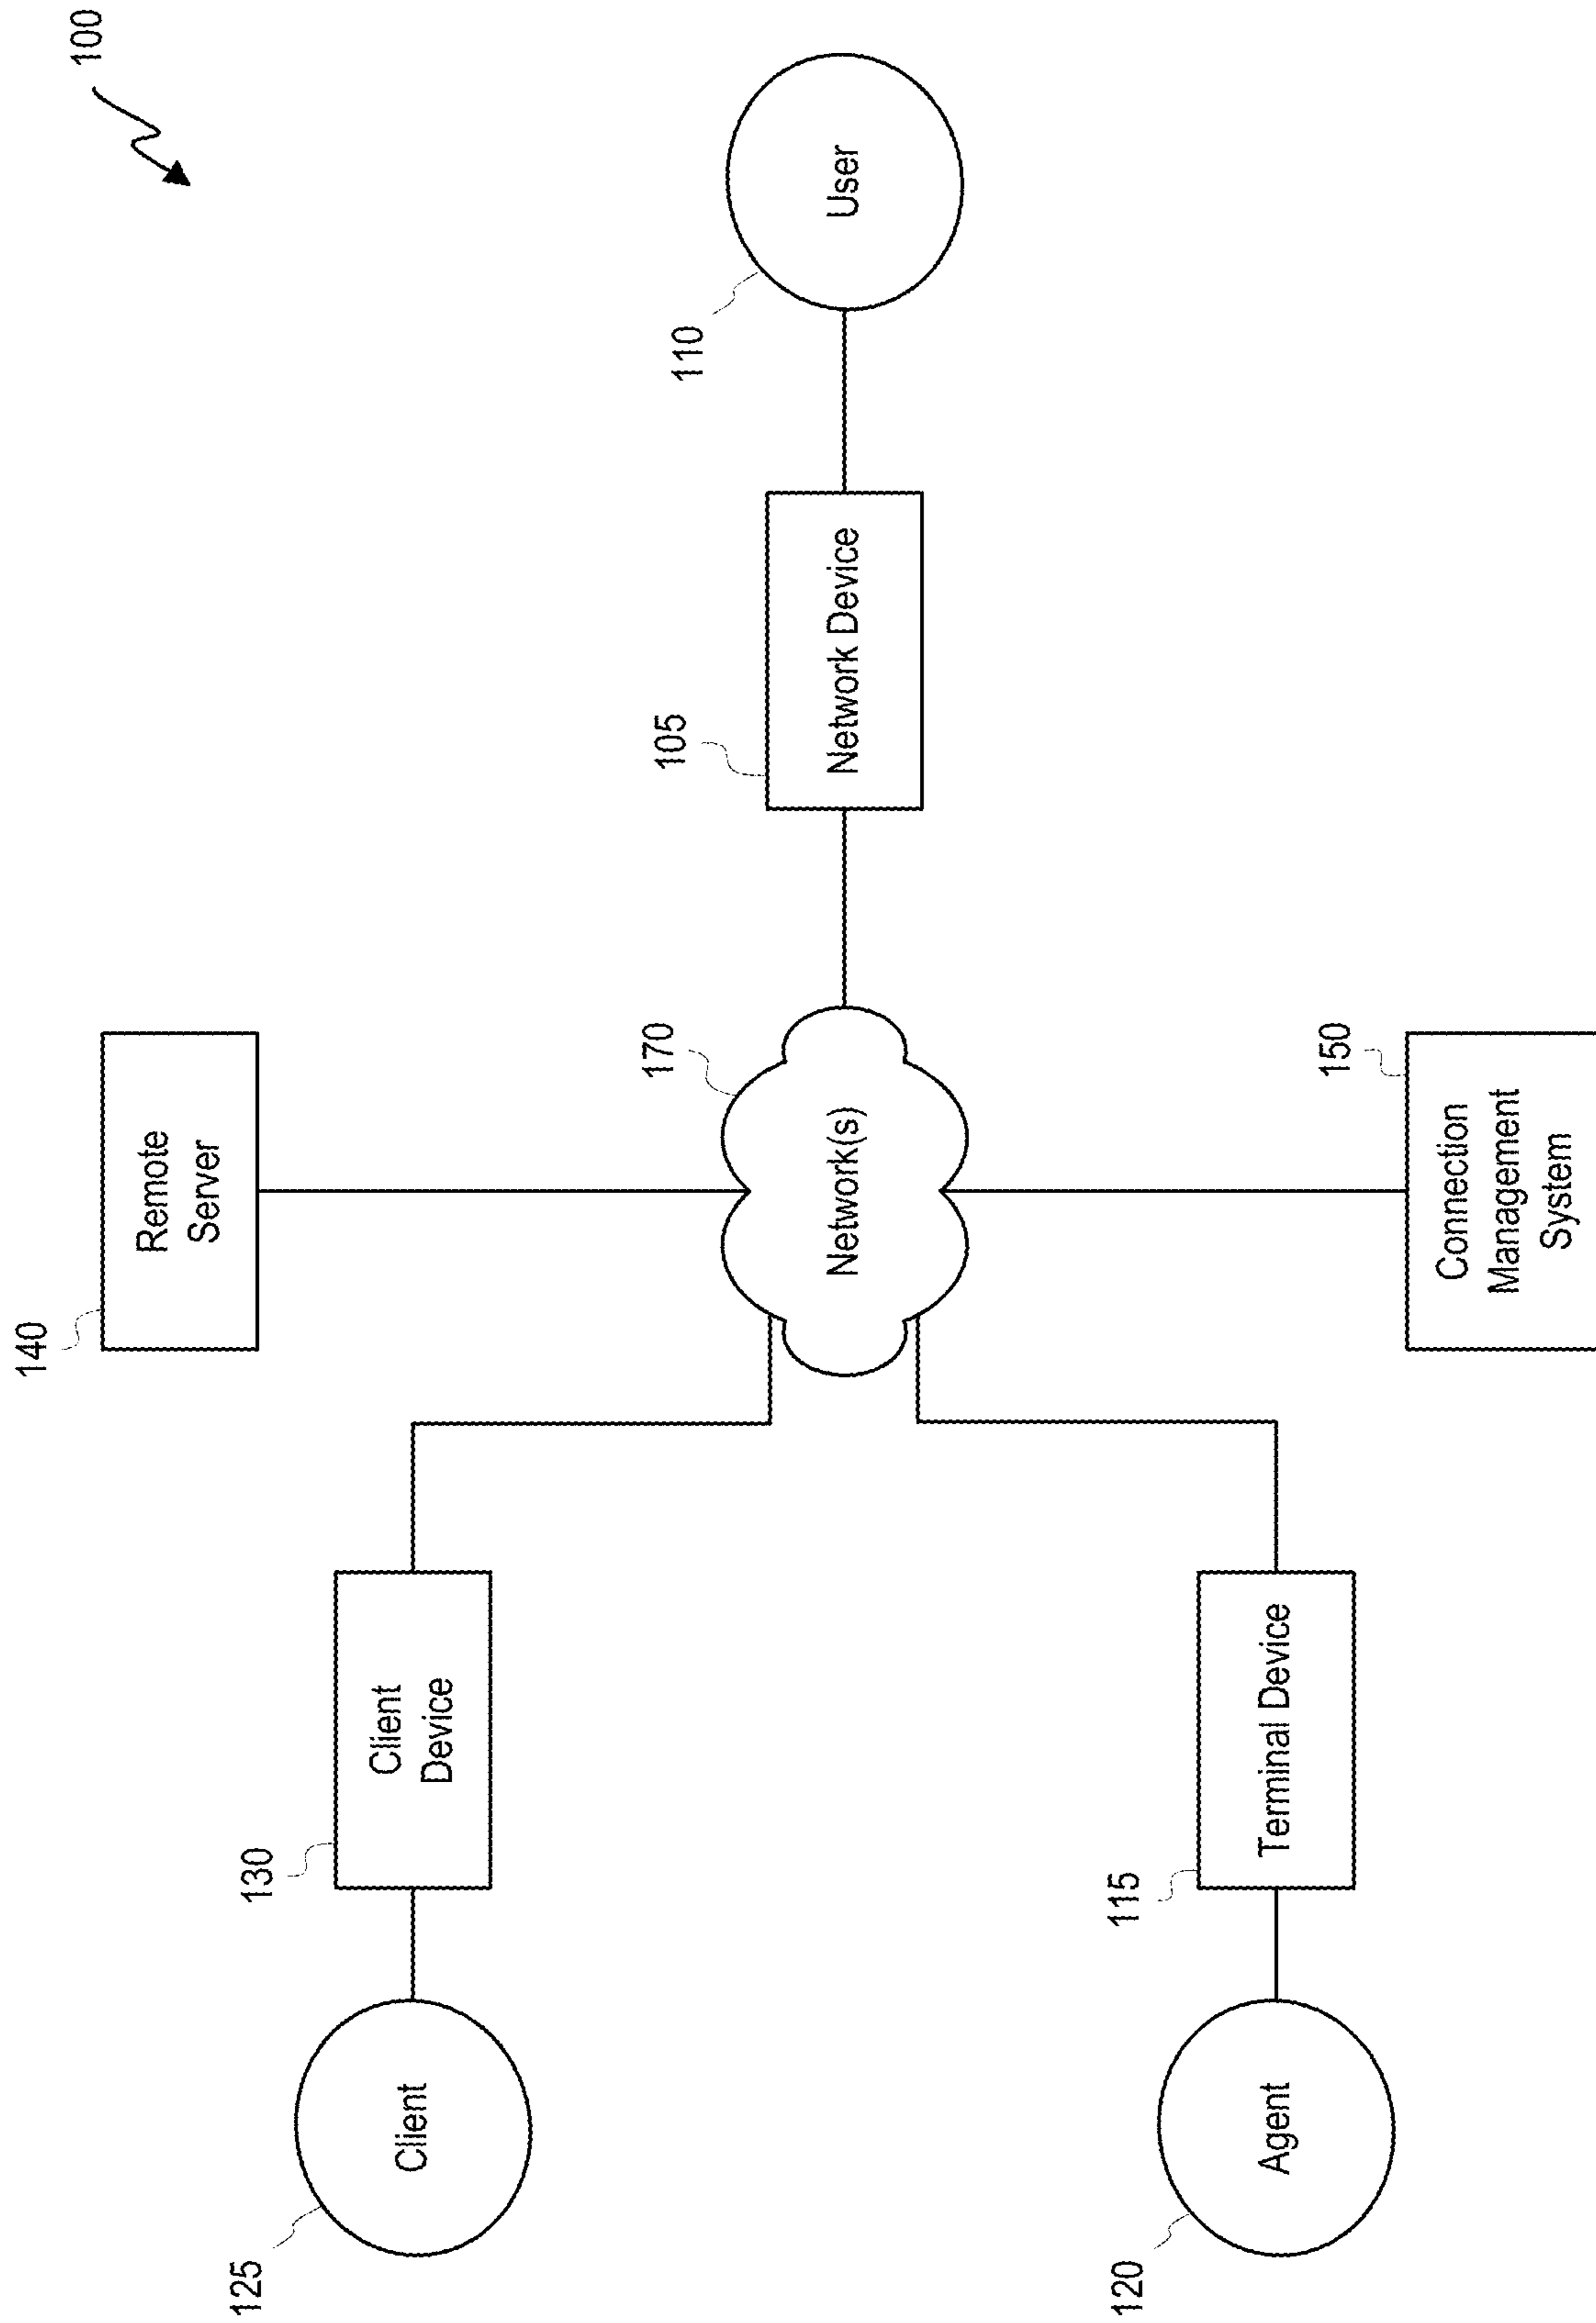 100
140
Remote
Server
130
Client
Device
125
Client
170
Network(s)
105
Network Device
110
User
115
Terminal Device
120
Agent
150
Connection
Management
System